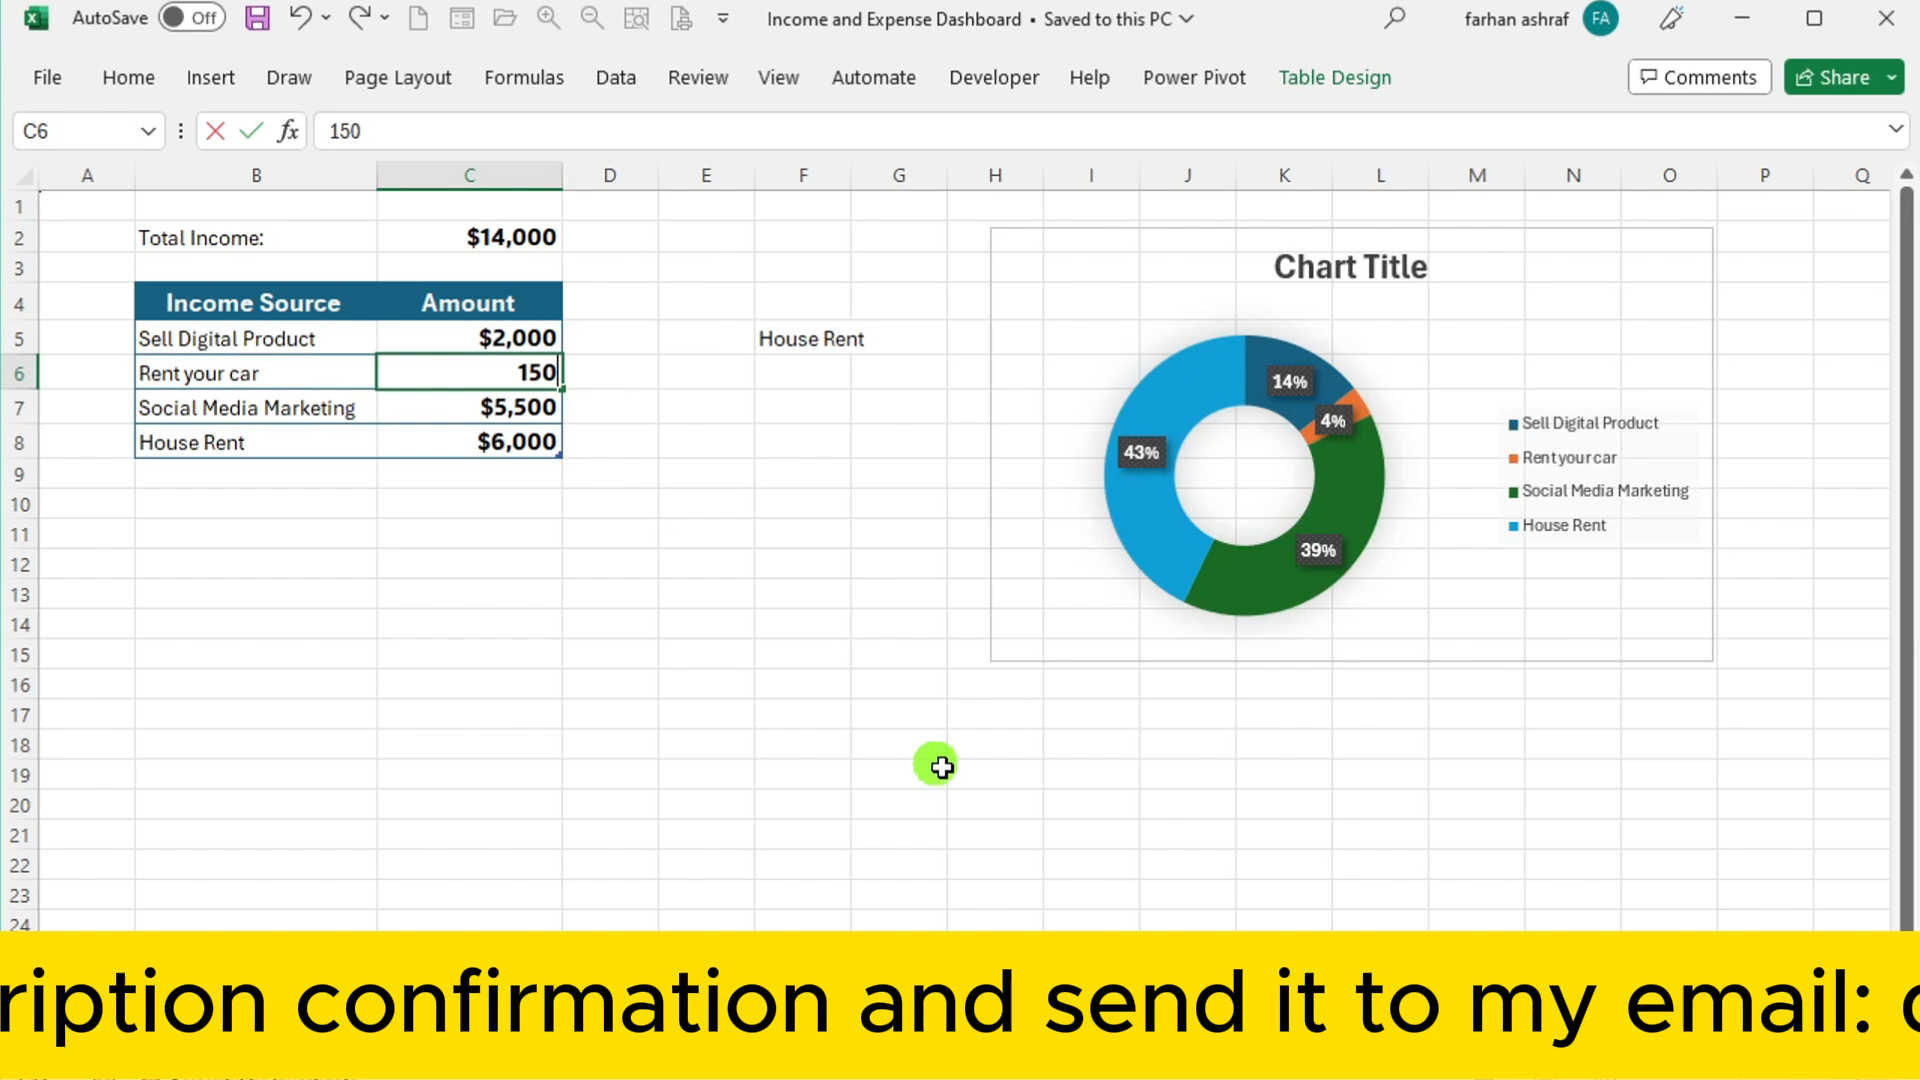 AutoSave Off Income and Expense Dashboard • Saved to this PC farhan ashraf FA
File Home Insert Draw Page Layout Formulas Data Review View Automate Developer Help Power Pivot Table Design Comments Share
C6 fx 150
A B C D E F G H I J K L M N O P Q
1
2 Total Income: $14,000
3
4 Income Source Amount
5 Sell Digital Product $2,000 House Rent
6 Rent your car 150
7 Social Media Marketing $5,500
8 House Rent $6,000
9
10
11
12
13
14
15
16
17
18
19
20
21
22
23
24
Chart Title
14%
4%
43%
39%
Sell Digital Product
Rent your car
Social Media Marketing
House Rent
ription confirmation and send it to my email: